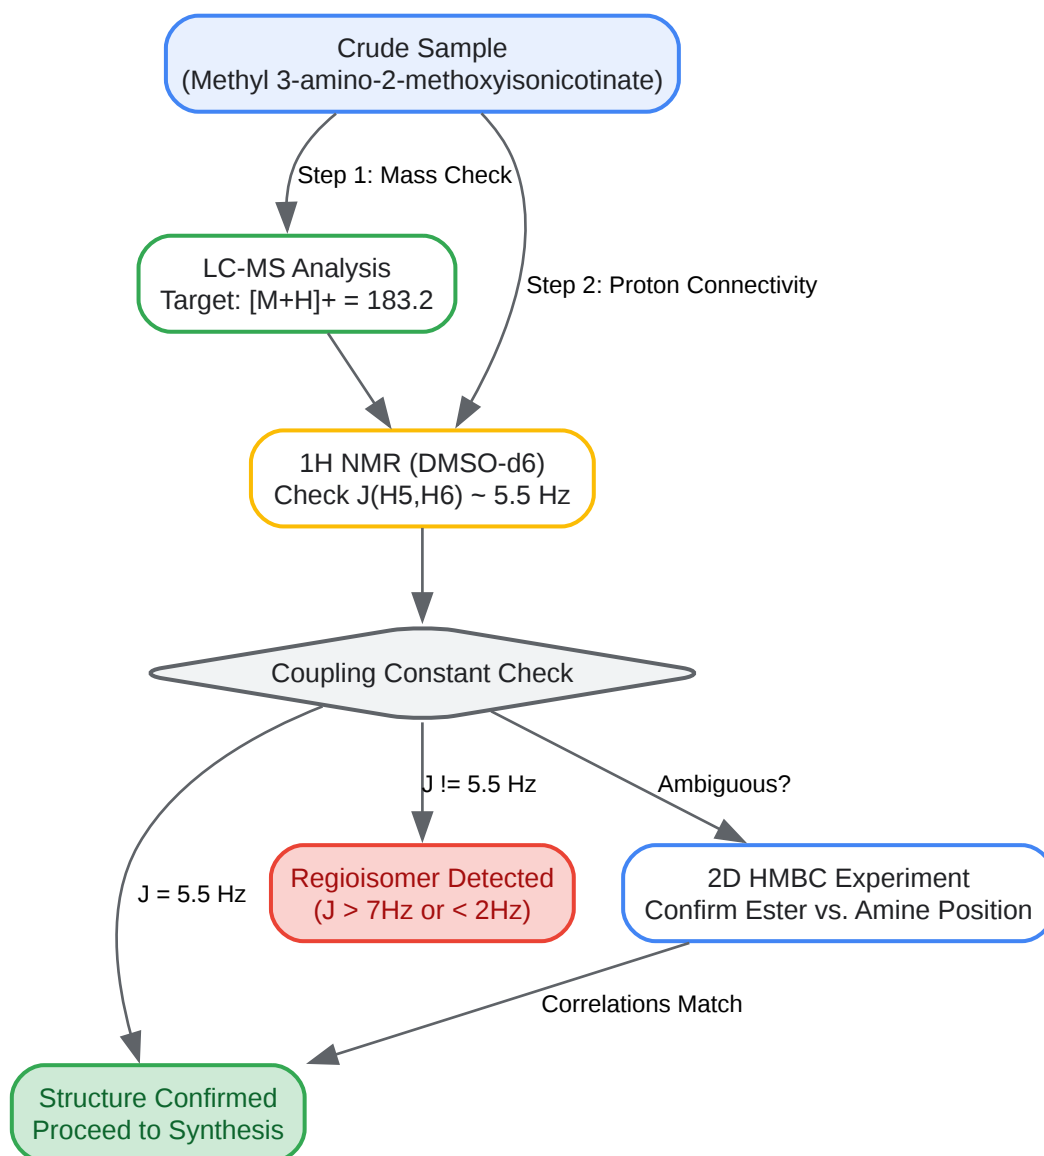 Crude Sample
(Methyl 3-amino-2-methoxyisonicotinate)
Step 1: Mass Check
LC-MS Analysis
Target: [M+H]+ = 183.2
Step 2: Proton Connectivity
1H NMR (DMSO-d6)
Check J(H5,H6) ~ 5.5 Hz
Coupling Constant Check
J != 5.5 Hz
Ambiguous?
J = 5.5 Hz
Regioisomer Detected
(J > 7Hz or < 2Hz)
2D HMBC Experiment
Confirm Ester vs. Amine Position
Correlations Match
Structure Confirmed
Proceed to Synthesis